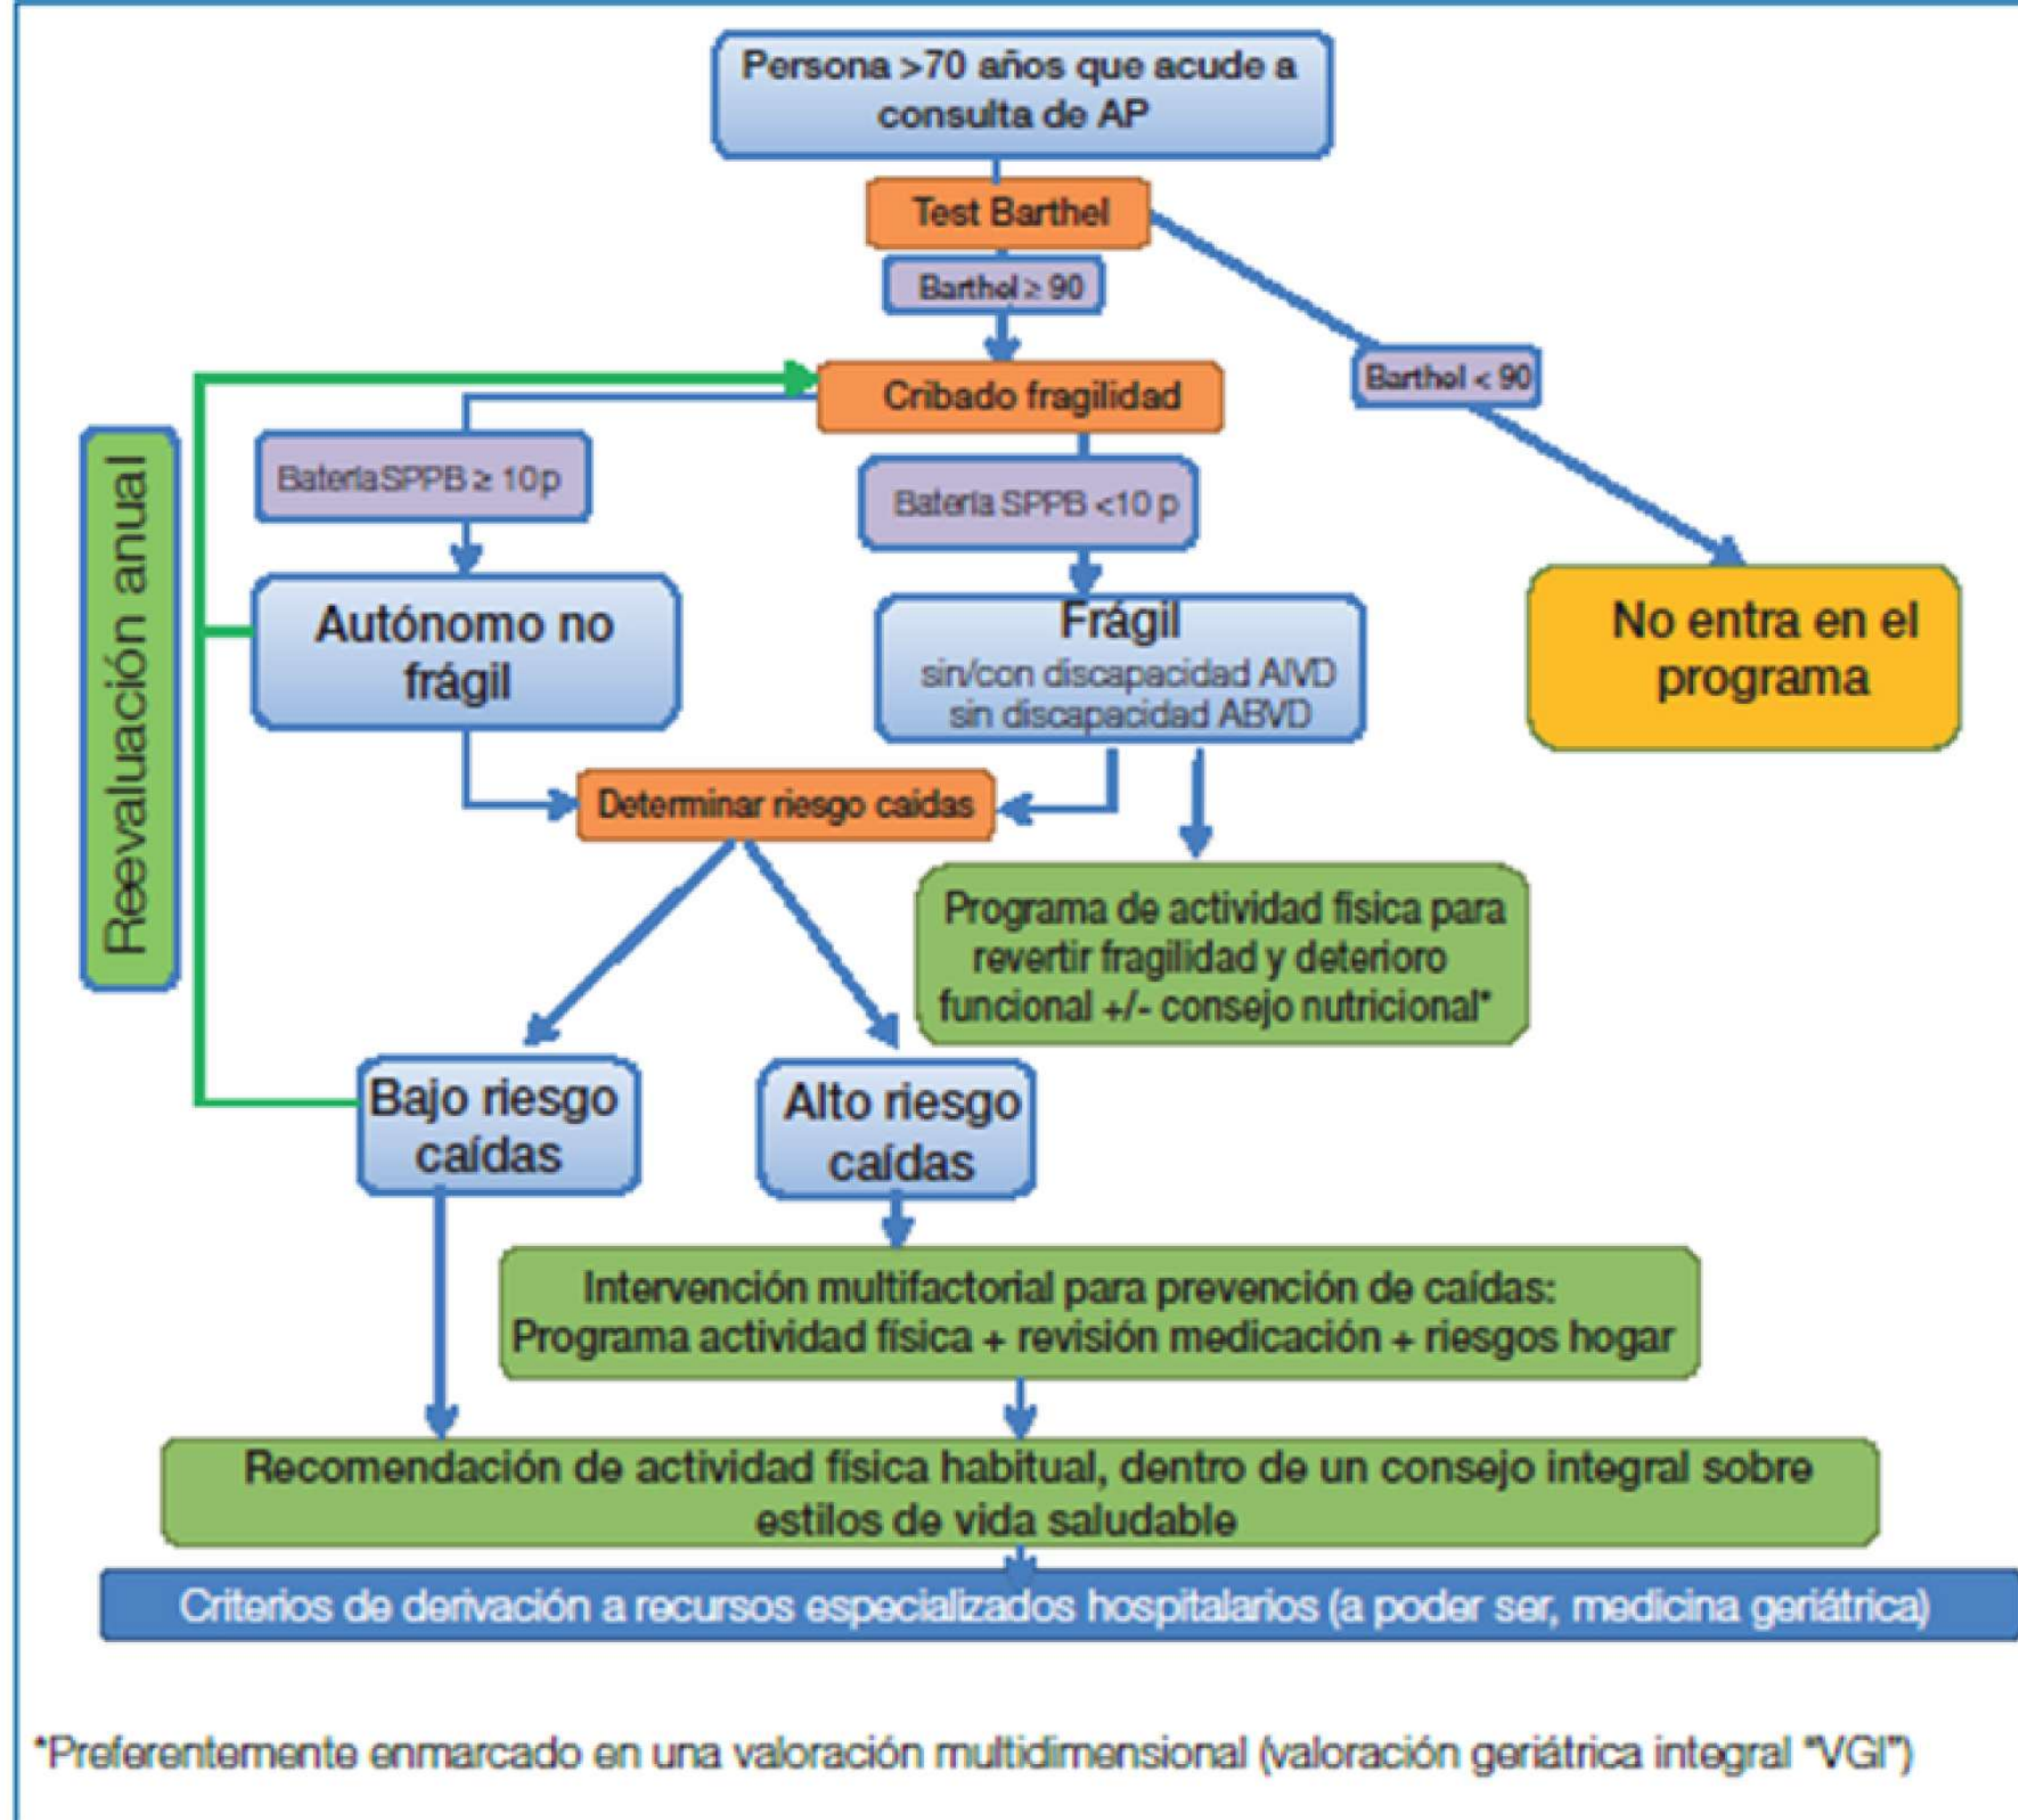 Persona >70 años que acude a
consulta de AP
Test Barthel
Barthel ≥ 90
Barthel < 90
Cribado fragilidad
Batería SPPB ≥ 10 p
Batería SPPB <10 p
Reevaluación anual
Autónomo no
frágil
Frágil
sin/con discapacidad AIVD
sin discapacidad ABVD
No entra en el
programa
Determinar riesgo caídas
Programa de actividad física para
revertir fragilidad y deterioro
funcional +/- consejo nutricional*
Bajo riesgo
caídas
Alto riesgo
caídas
Intervención multifactorial para prevención de caídas:
Programa actividad física + revisión medicación + riesgos hogar
Recomendación de actividad física habitual, dentro de un consejo integral sobre
estilos de vida saludable
Criterios de derivación a recursos especializados hospitalarios (a poder ser, medicina geriátrica)
*Preferentemente enmarcado en una valoración multidimensional (valoración geriátrica integral "VGI")